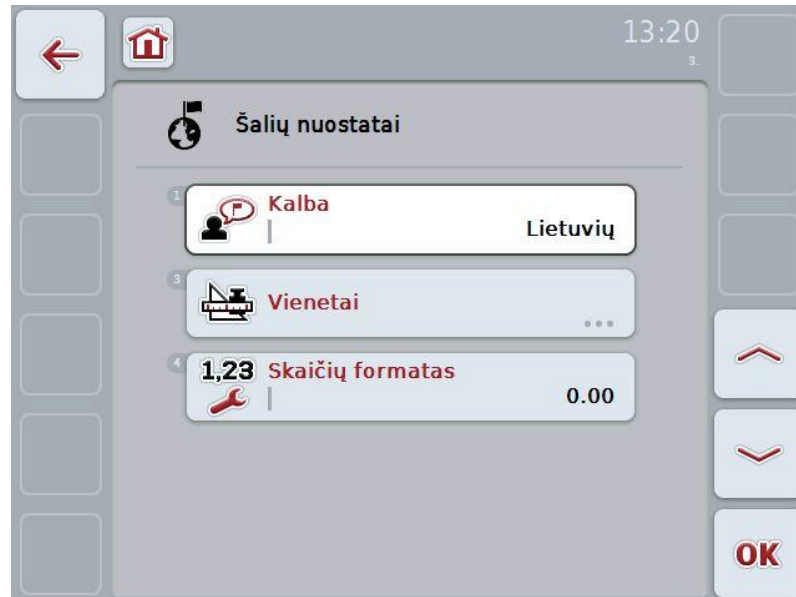 13:20
3.
Šalių nuostatai
1
Kalba
Lietuvių
3
Vienetai
...
4
1,23
Skaičių formatas
0.00
OK